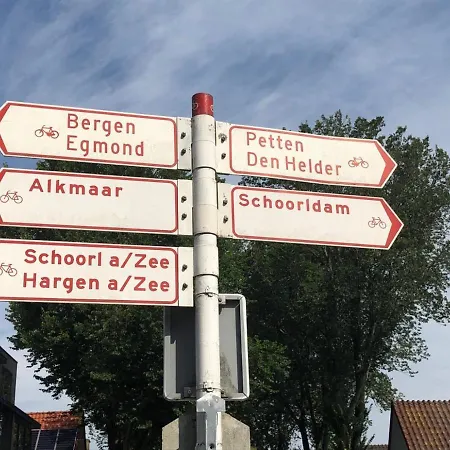 Bergen
Egmond
Alkmaar
Schoorl a/Zee
Hargen a/Zee
Petten
Den Helder
Schoorldam